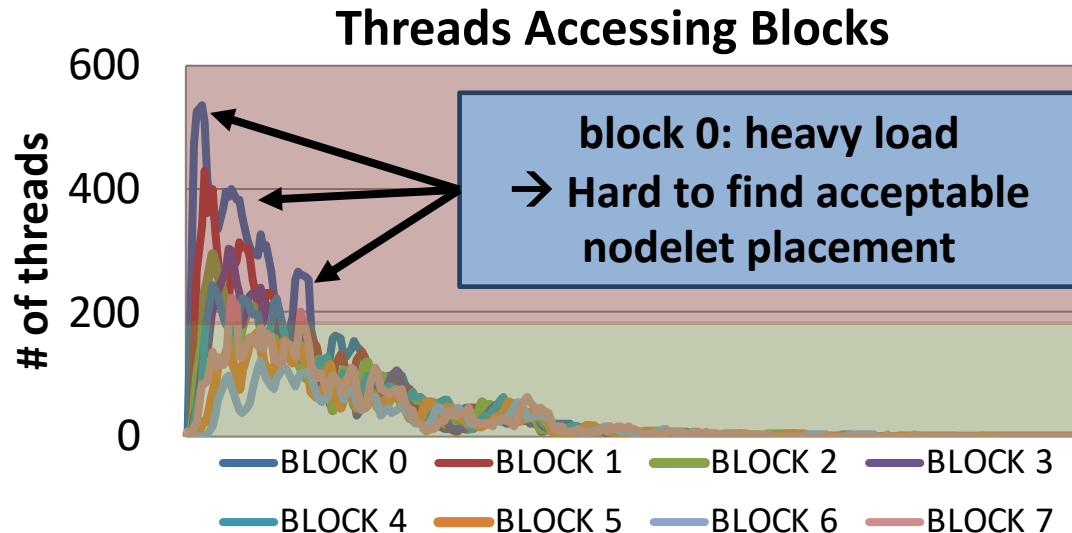 Threads Accessing Blocks
# of threads
600
400
200
0
block 0: heavy load
→ Hard to find acceptable
nodelet placement
BLOCK 0 BLOCK 1 BLOCK 2 BLOCK 3
BLOCK 4 BLOCK 5 BLOCK 6 BLOCK 7